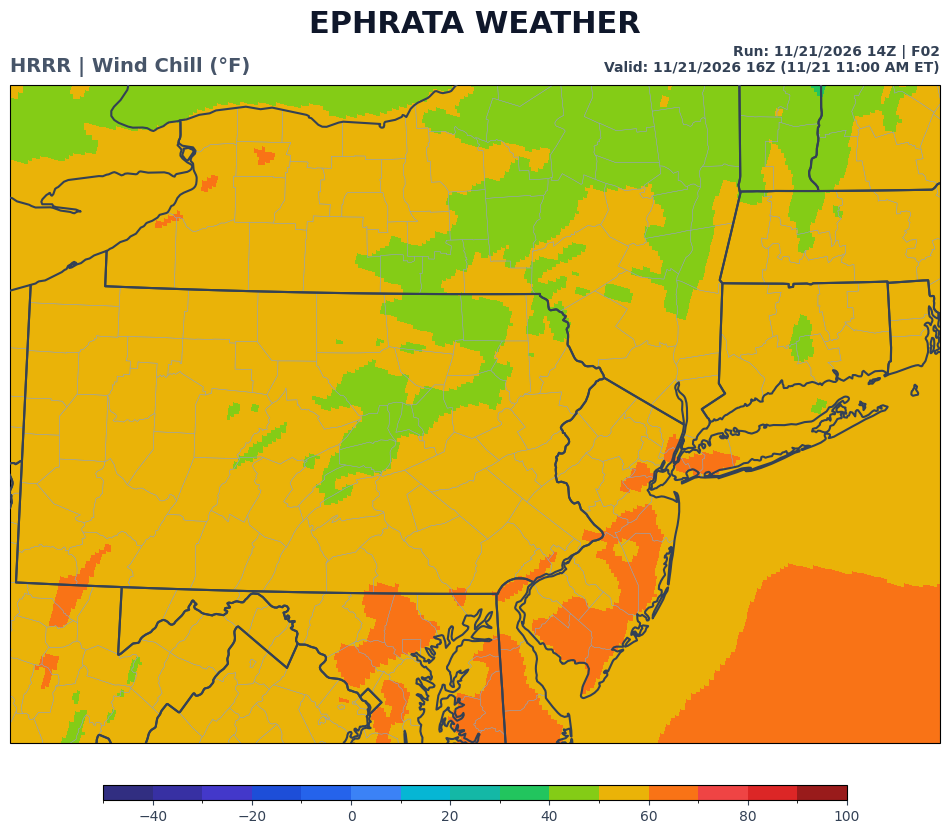 EPHRATA WEATHER
HRRR | Wind Chill (°F)
Run: 11/21/2026 14Z | F02
Valid: 11/21/2026 16Z (11/21 11:00 AM ET)
−40 −20 0 20 40 60 80 100